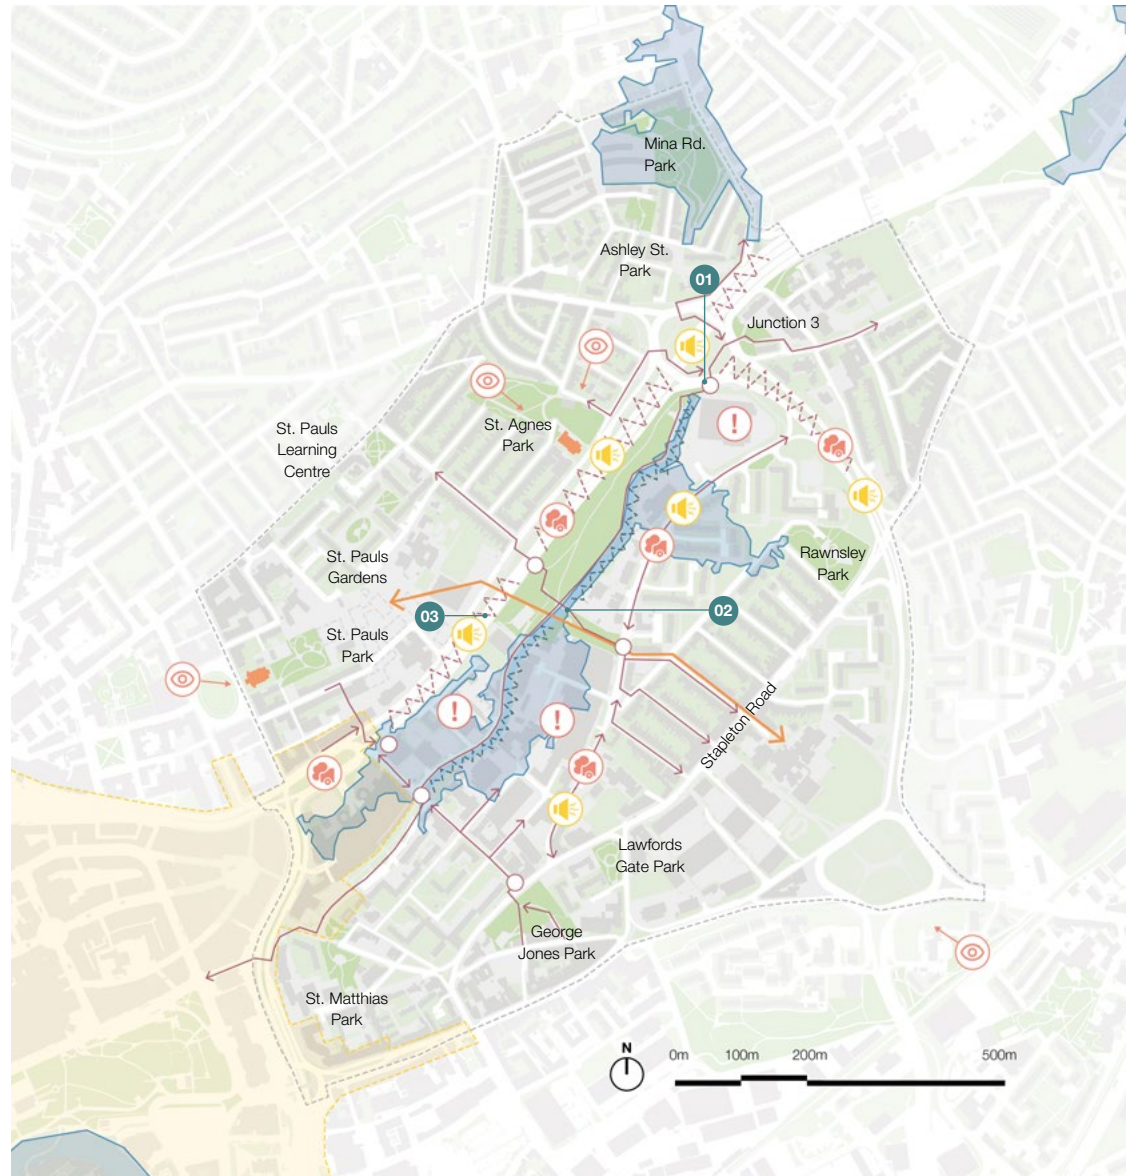 Mina Rd.
Park
Ashley St.
Park
01
Junction 3
St. Pauls
Learning
Centre
St. Agnes
Park
!
St. Pauls
Gardens
Rawnsley
Park
03
02
St. Pauls
Park
Stapleton Road
!
!
Lawfords
Gate Park
George
Jones Park
St. Matthias
Park
N
0m
100m
200m
500m